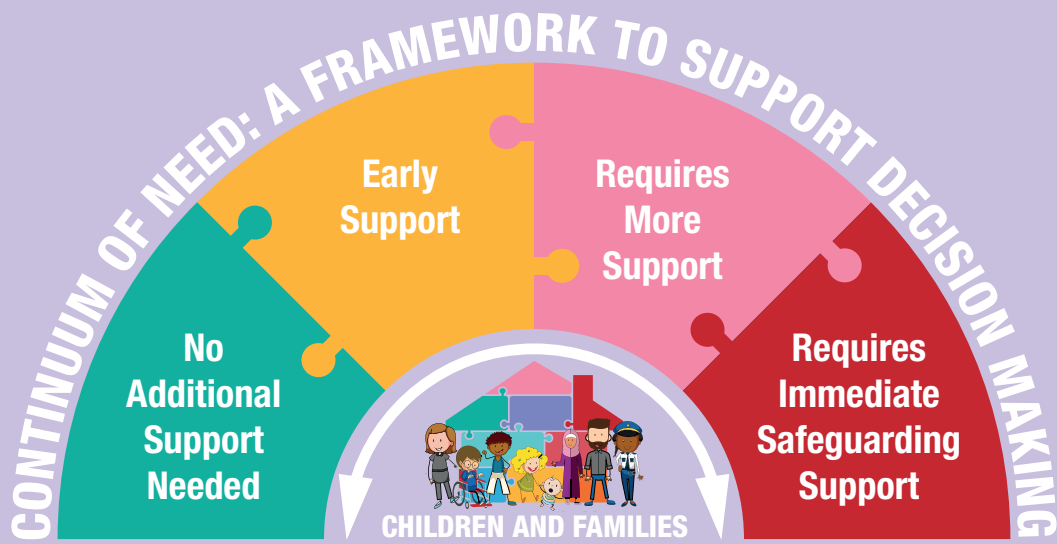 CONTINUUM OF NEED: A FRAMEWORK TO SUPPORT DECISION MAKING
No
Additional
Support
Needed
Early
Support
Requires
More
Support
Requires
Immediate
Safeguarding
Support
CHILDREN AND FAMILIES